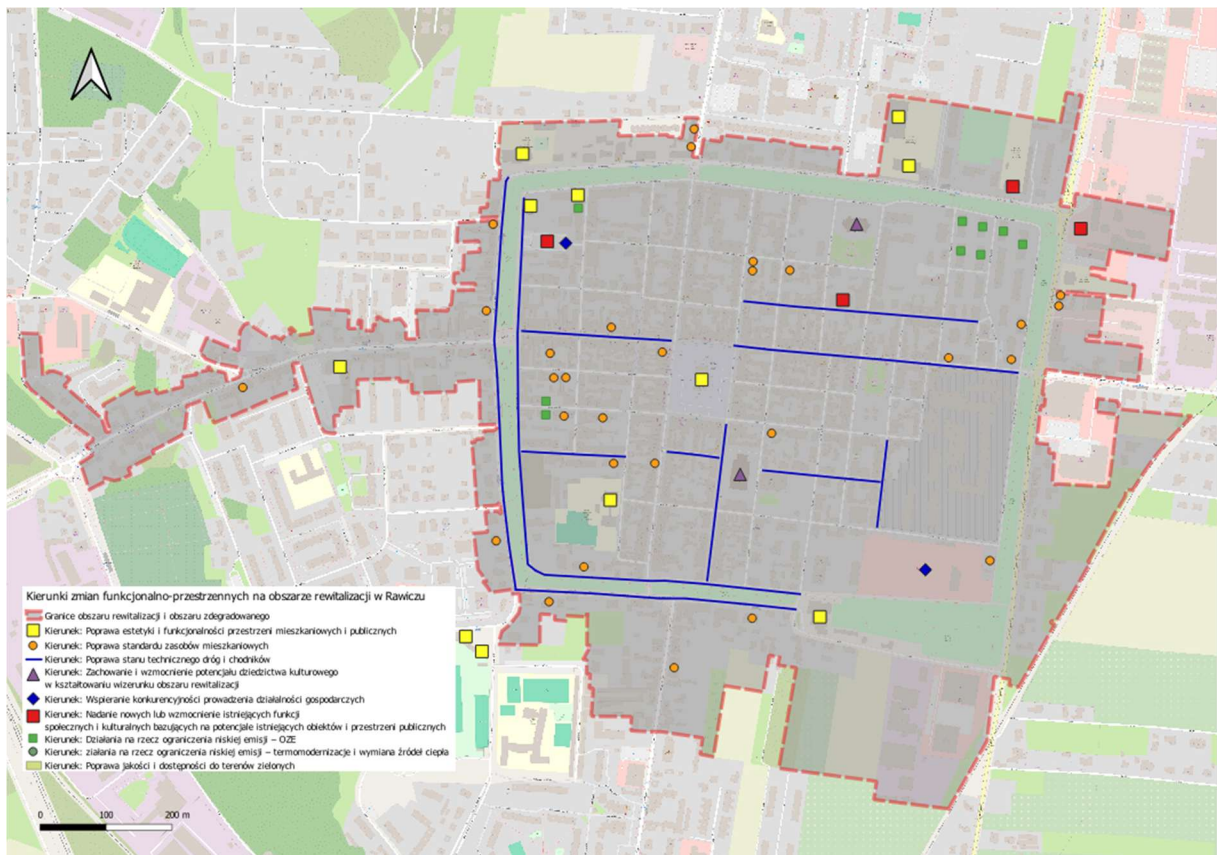 Kierunki zmian funkcjonalno-przestrzennych na obszarze rewitalizacji w Rawiczu
Granice obszaru rewitalizacji i obszaru zdegradowanego
Kierunek: Poprawa estetyki i funkcjonalności przestrzeni mieszkaniowych i publicznych
Kierunek: Poprawa standardu zasobów mieszkaniowych
Kierunek: Poprawa stanu technicznego dróg i chodników
Kierunek: Zachowanie i wzmocnienie potencjału dziedzictwa kulturowego
w kształtowaniu wizerunku obszaru rewitalizacji
Kierunek: Wspieranie konkurencyjności prowadzenia działalności gospodarczych
Kierunek: Nadanie nowych lub wzmocnienie istniejących funkcji
społecznych i kulturalnych bazujących na potencjale istniejących obiektów i przestrzeni publicznych
Kierunek: Działania na rzecz ograniczenia niskiej emisji – OZE
Kierunek: ziałania na rzecz ograniczenia niskiej emisji – termomodernizacje i wymiana źródeł ciepła
Kierunek: Poprawa jakości i dostępności do terenów zielonych
0 100 200 m